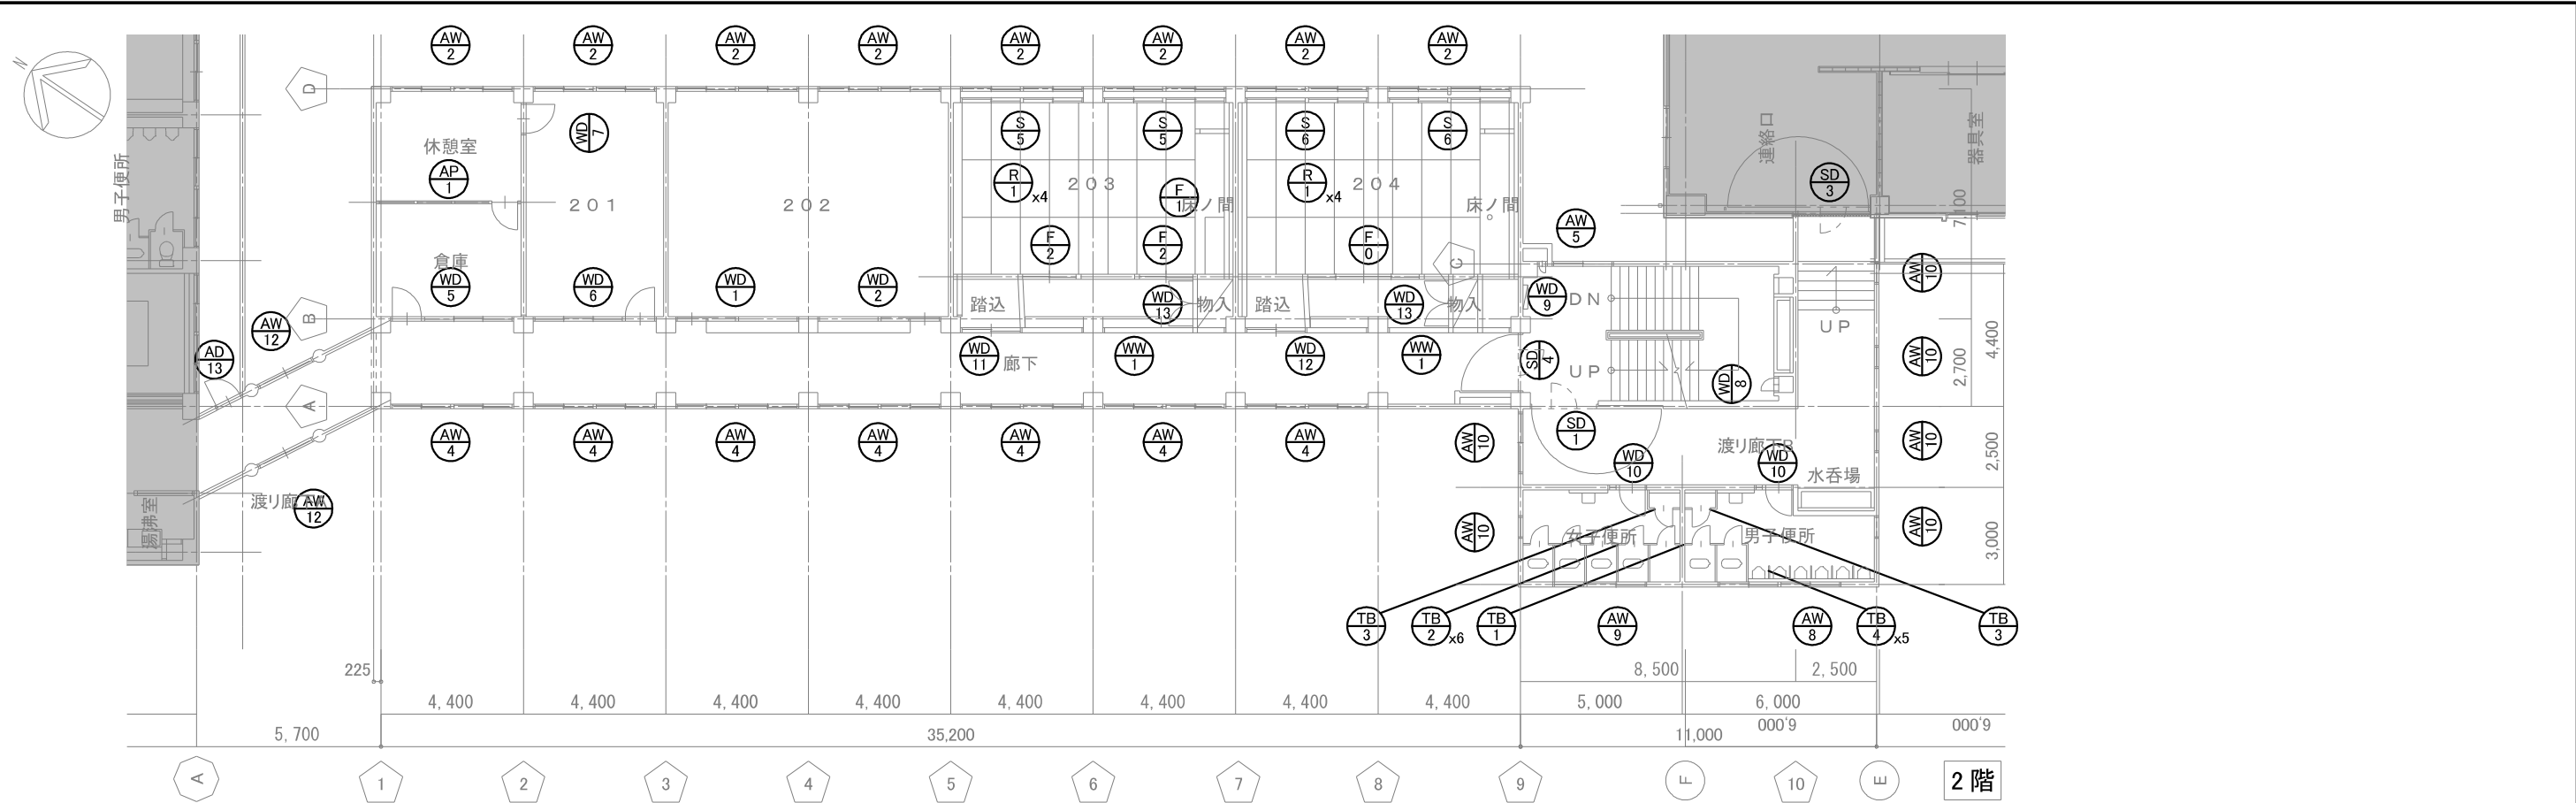 AW 2 AW 2 AW 2 AW 2 AW 2 AW 2 AW 2 AW 2
N
D
連絡口
器具室
WD 7
S 5 S 5 S 6 S 6
休憩室
AP 1
R 1 x4
203
F 1
R 1 x4
204
SD 3
男子便所
201
202
床ノ間
床ノ間
7,100
AW 5
F 2 F 2 F 0
倉庫
C
AW 10
WD 5 WD 6 WD 1 WD 2
WD 9
DN
踏込
WD 13
物入
踏込
WD 13
物入
B
AW 12
UP
4,400
AD 13
WD 11
廊下
WW 1
WD 12
WW 1
SD 4
UP
AW 10
2,700
WD 8
A
AW 4 AW 4 AW 4 AW 4 AW 4 AW 4 AW 4
AW 10
SD 1
渡り廊下B
AW 10
2,500
WD 10
WD 10
水呑場
渡り廊下A
AW 12
湯沸室
AW 10
女子便所
男子便所
AW 10
3,000
TB 3
TB 2 x6
TB 1
AW 9
AW 8
TB 4 x5
TB 3
225
8,500
2,500
4,400 4,400 4,400 4,400 4,400 4,400 4,400 4,400
5,000
6,000
5,700
35,200
11,000
6,000
6,000
A 1 2 3 4 5 6 7 8 9 F 10 E
2階